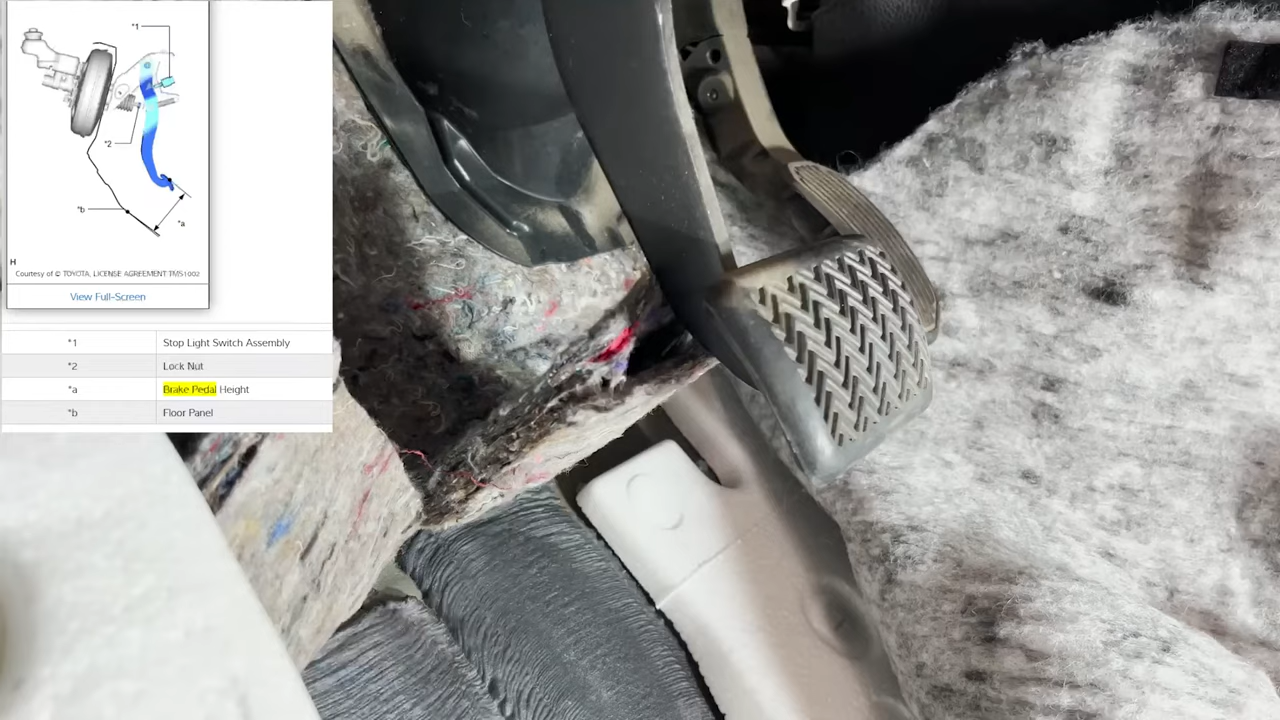 *1
*2
*b
*a
H
Courtesy of © TOYOTA, LICENSE AGREEMENT TMS1002
View Full-Screen
*1 Stop Light Switch Assembly
*2 Lock Nut
*a Brake Pedal Height
*b Floor Panel